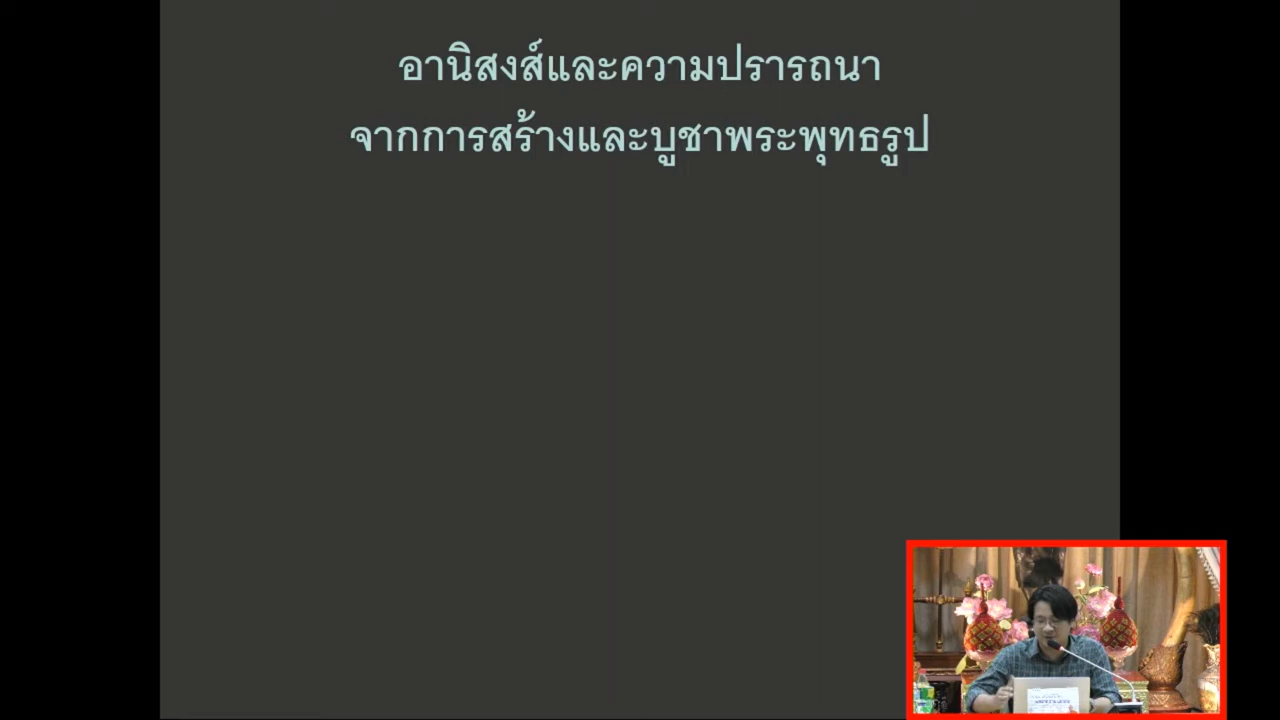 อานิสงส์และความปรารถนา
จากการสร้างและบูชาพระพุทธรูป